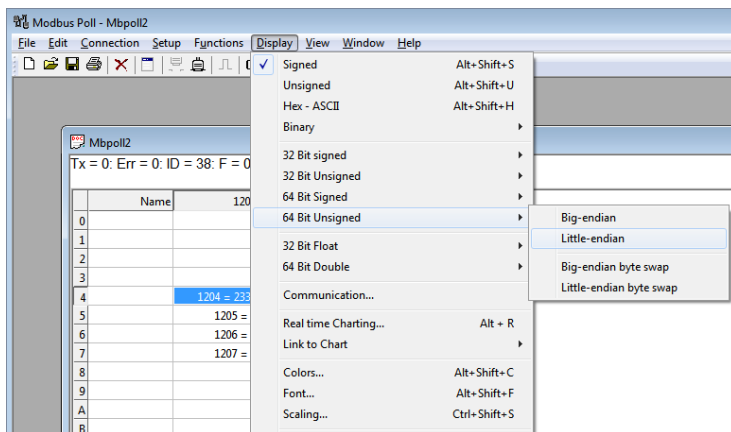 Modbus Poll - Mbpoll2
File Edit Connection Setup Functions Display View Window Help
Signed Alt+Shift+S
Unsigned Alt+Shift+U
Hex - ASCII Alt+Shift+H
Binary
Mbpoll2
32 Bit signed
Tx = 0: Err = 0: ID = 38: F = 0
32 Bit Unsigned
64 Bit Signed
Name 120
64 Bit Unsigned
Big-endian
0
Little-endian
1
32 Bit Float
2
64 Bit Double
Big-endian byte swap
3
Little-endian byte swap
4 1204 = 233
Communication...
5 1205 =
Real time Charting... Alt + R
6 1206 =
Link to Chart
7 1207 =
8
Colors... Alt+Shift+C
9
Font... Alt+Shift+F
A
Scaling... Ctrl+Shift+S
B